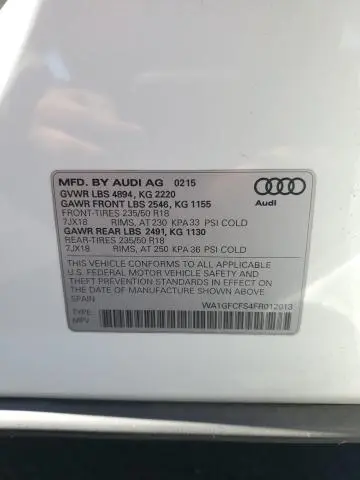 MFD. BY AUDI AG 0215
GVWR LBS 4894, KG 2220
GAWR FRONT LBS 2546, KG 1155
FRONT-TIRES 235/50 R18
7JX18 RIMS, AT 230 KPA 33 PSI COLD
GAWR REAR LBS 2491, KG 1130
REAR-TIRES 235/50 R18
7JX18 RIMS, AT 250 KPA 36 PSI COLD
Audi
THIS VEHICLE CONFORMS TO ALL APPLICABLE
U.S. FEDERAL MOTOR VEHICLE SAFETY AND
THEFT PREVENTION STANDARDS IN EFFECT ON
THE DATE OF MANUFACTURE SHOWN ABOVE.
SPAIN
WA1GFCFS4FR012013
TYPE:
MPV